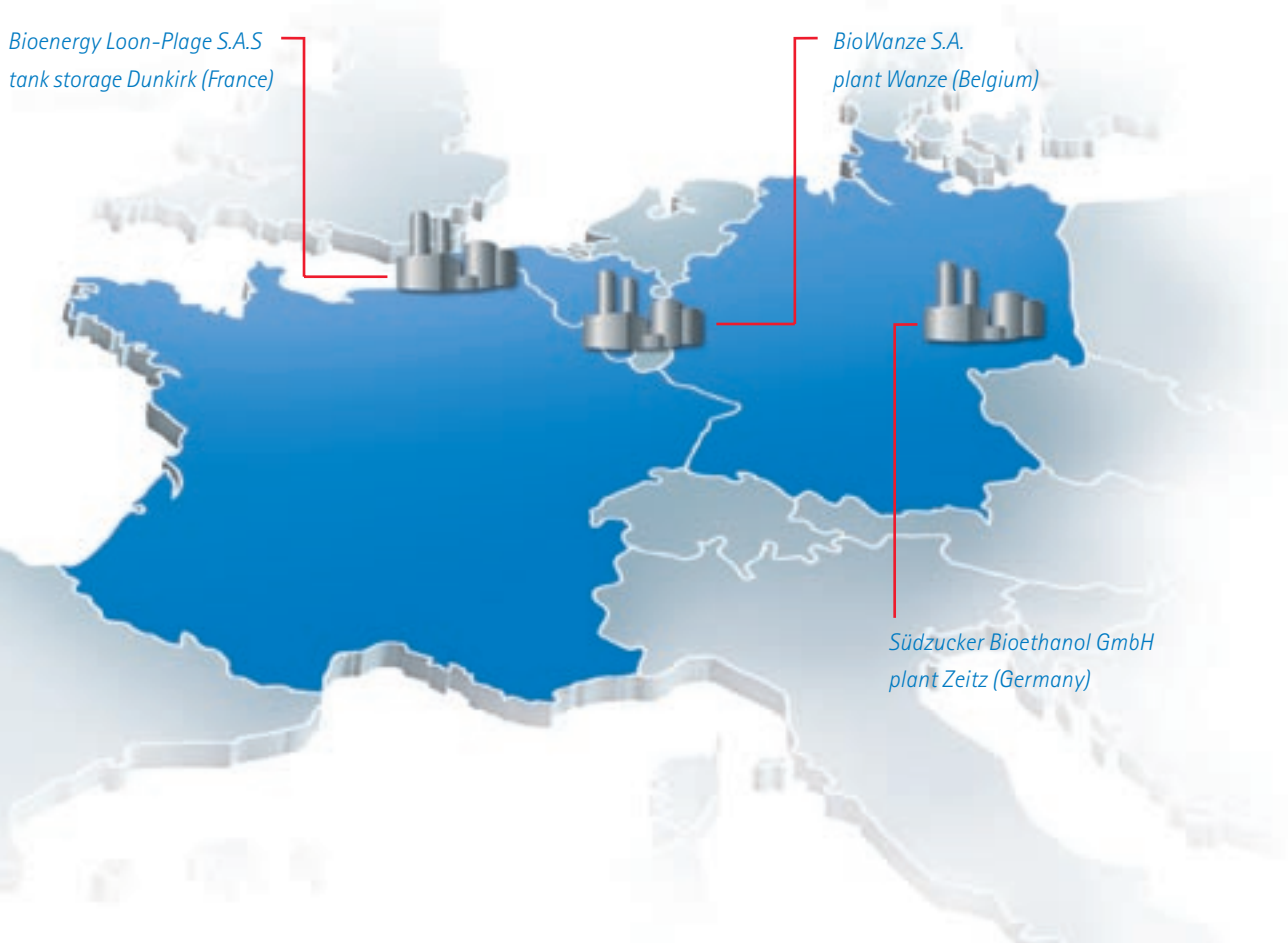 Bioenergy Loon-Plage S.A.S
tank storage Dunkirk (France)
BioWanze S.A.
plant Wanze (Belgium)
Südzucker Bioethanol GmbH
plant Zeitz (Germany)